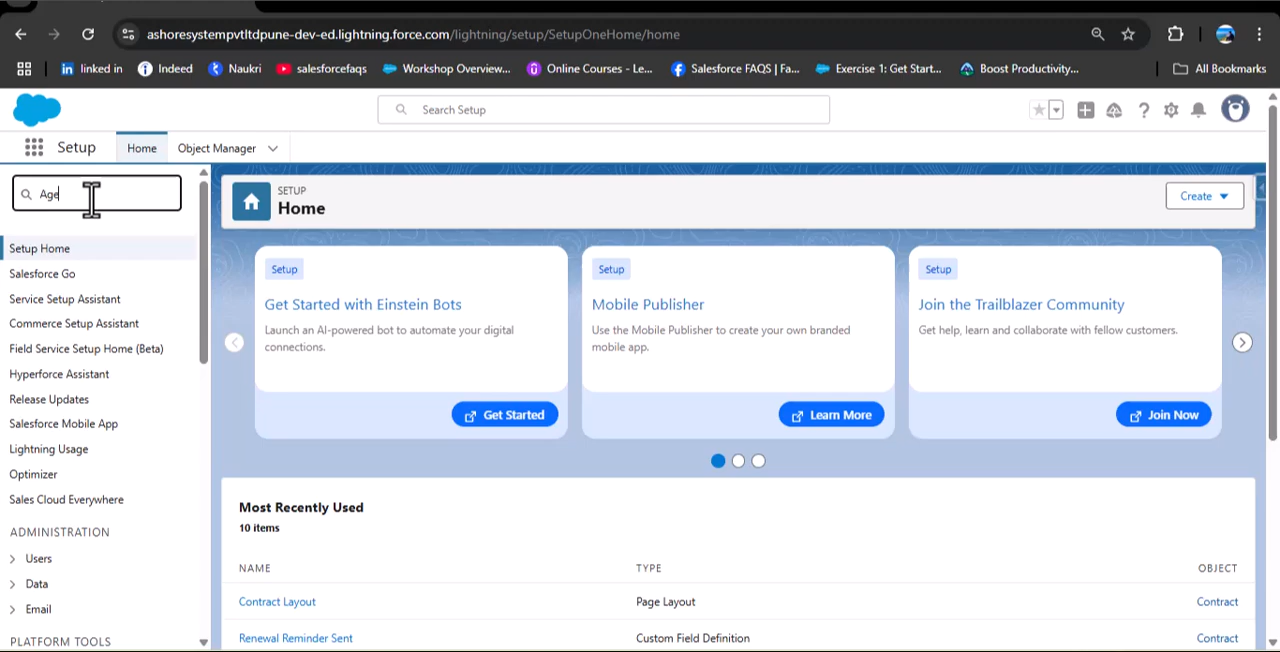 ashoresystempvtltdpune-dev-ed.lightning.force.com/lightning/setup/SetupOneHome/home
linked in Indeed Naukri salesforcefaqs Workshop Overview... Online Courses - Le... Salesforce FAQS | Fa... Exercise 1: Get Start... Boost Productivity... All Bookmarks
Search Setup
Setup Home Object Manager
Age
SETUP
Home
Create
Setup Home
Salesforce Go
Service Setup Assistant
Commerce Setup Assistant
Field Service Setup Home (Beta)
Hyperforce Assistant
Release Updates
Salesforce Mobile App
Lightning Usage
Optimizer
Sales Cloud Everywhere
ADMINISTRATION
Users
Data
Email
PLATFORM TOOLS
Setup
Get Started with Einstein Bots
Launch an AI-powered bot to automate your digital
connections.
Get Started
Setup
Mobile Publisher
Use the Mobile Publisher to create your own branded
mobile app.
Learn More
Setup
Join the Trailblazer Community
Get help, learn and collaborate with fellow customers.
Join Now
Most Recently Used
10 items
NAME TYPE OBJECT
Contract Layout Page Layout Contract
Renewal Reminder Sent Custom Field Definition Contract